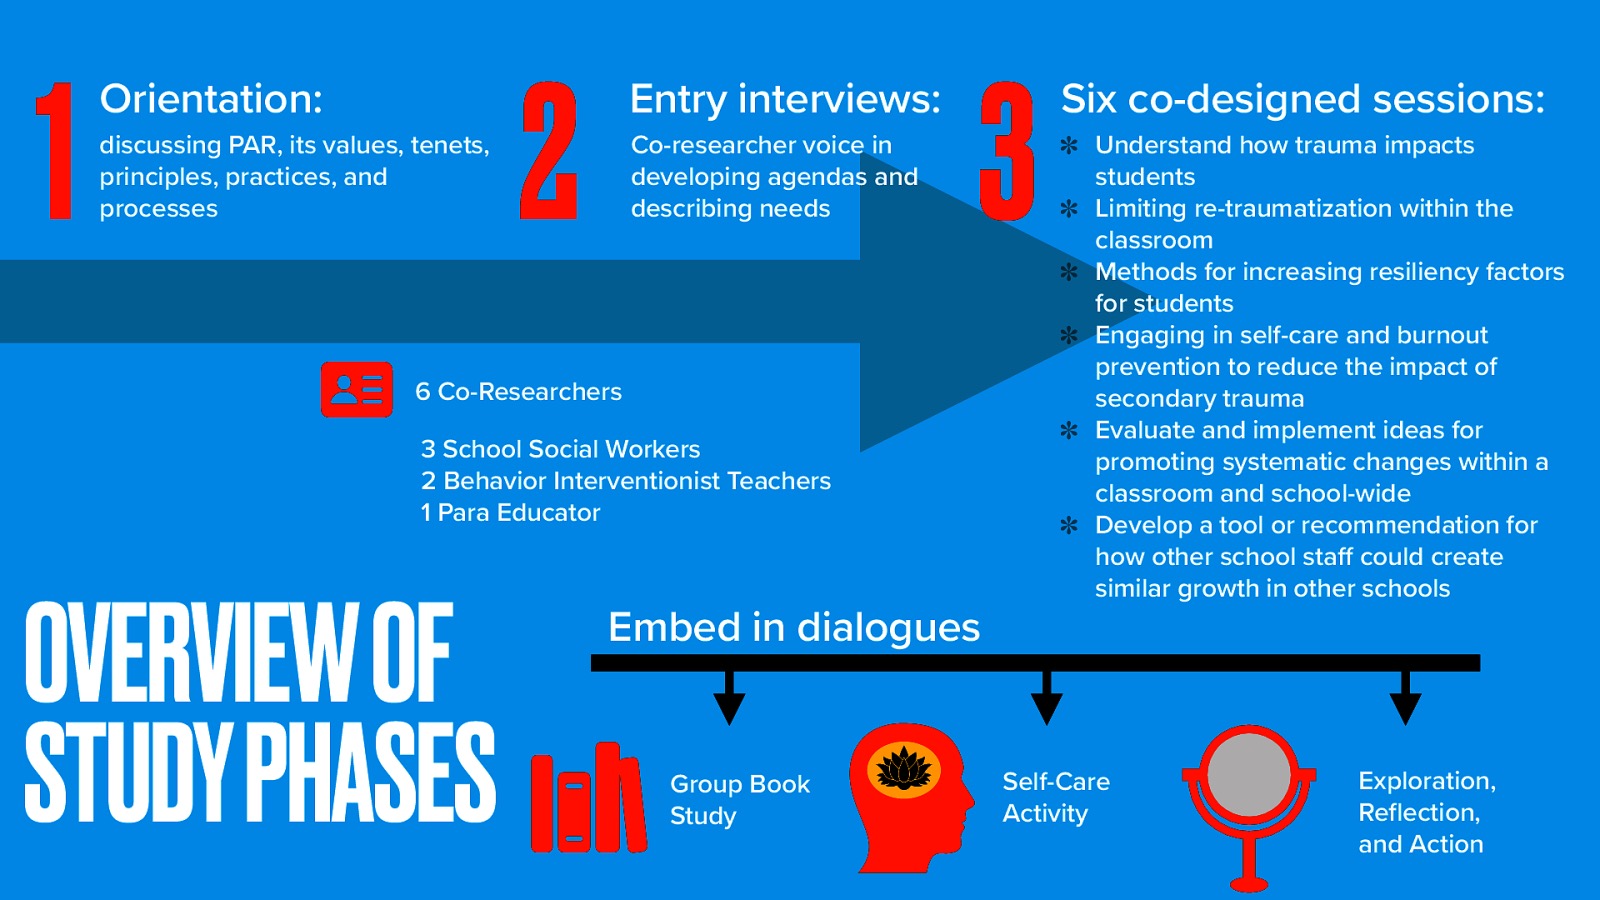 1
Orientation:
discussing PAR, its values, tenets,
principles, practices, and
processes
2
Entry interviews:
Co-researcher voice in
developing agendas and
describing needs
3
Six co-designed sessions:
✻ Understand how trauma impacts
students
✻ Limiting re-traumatization within the
classroom
✻ Methods for increasing resiliency factors
for students
✻ Engaging in self-care and burnout
prevention to reduce the impact of
secondary trauma
✻ Evaluate and implement ideas for
promoting systematic changes within a
classroom and school-wide
✻ Develop a tool or recommendation for
how other school staff could create
similar growth in other schools
6 Co-Researchers
3 School Social Workers
2 Behavior Interventionist Teachers
1 Para Educator
OVERVIEW OF
STUDY PHASES
Embed in dialogues
Group Book
Study
Self-Care
Activity
Exploration,
Reflection,
and Action